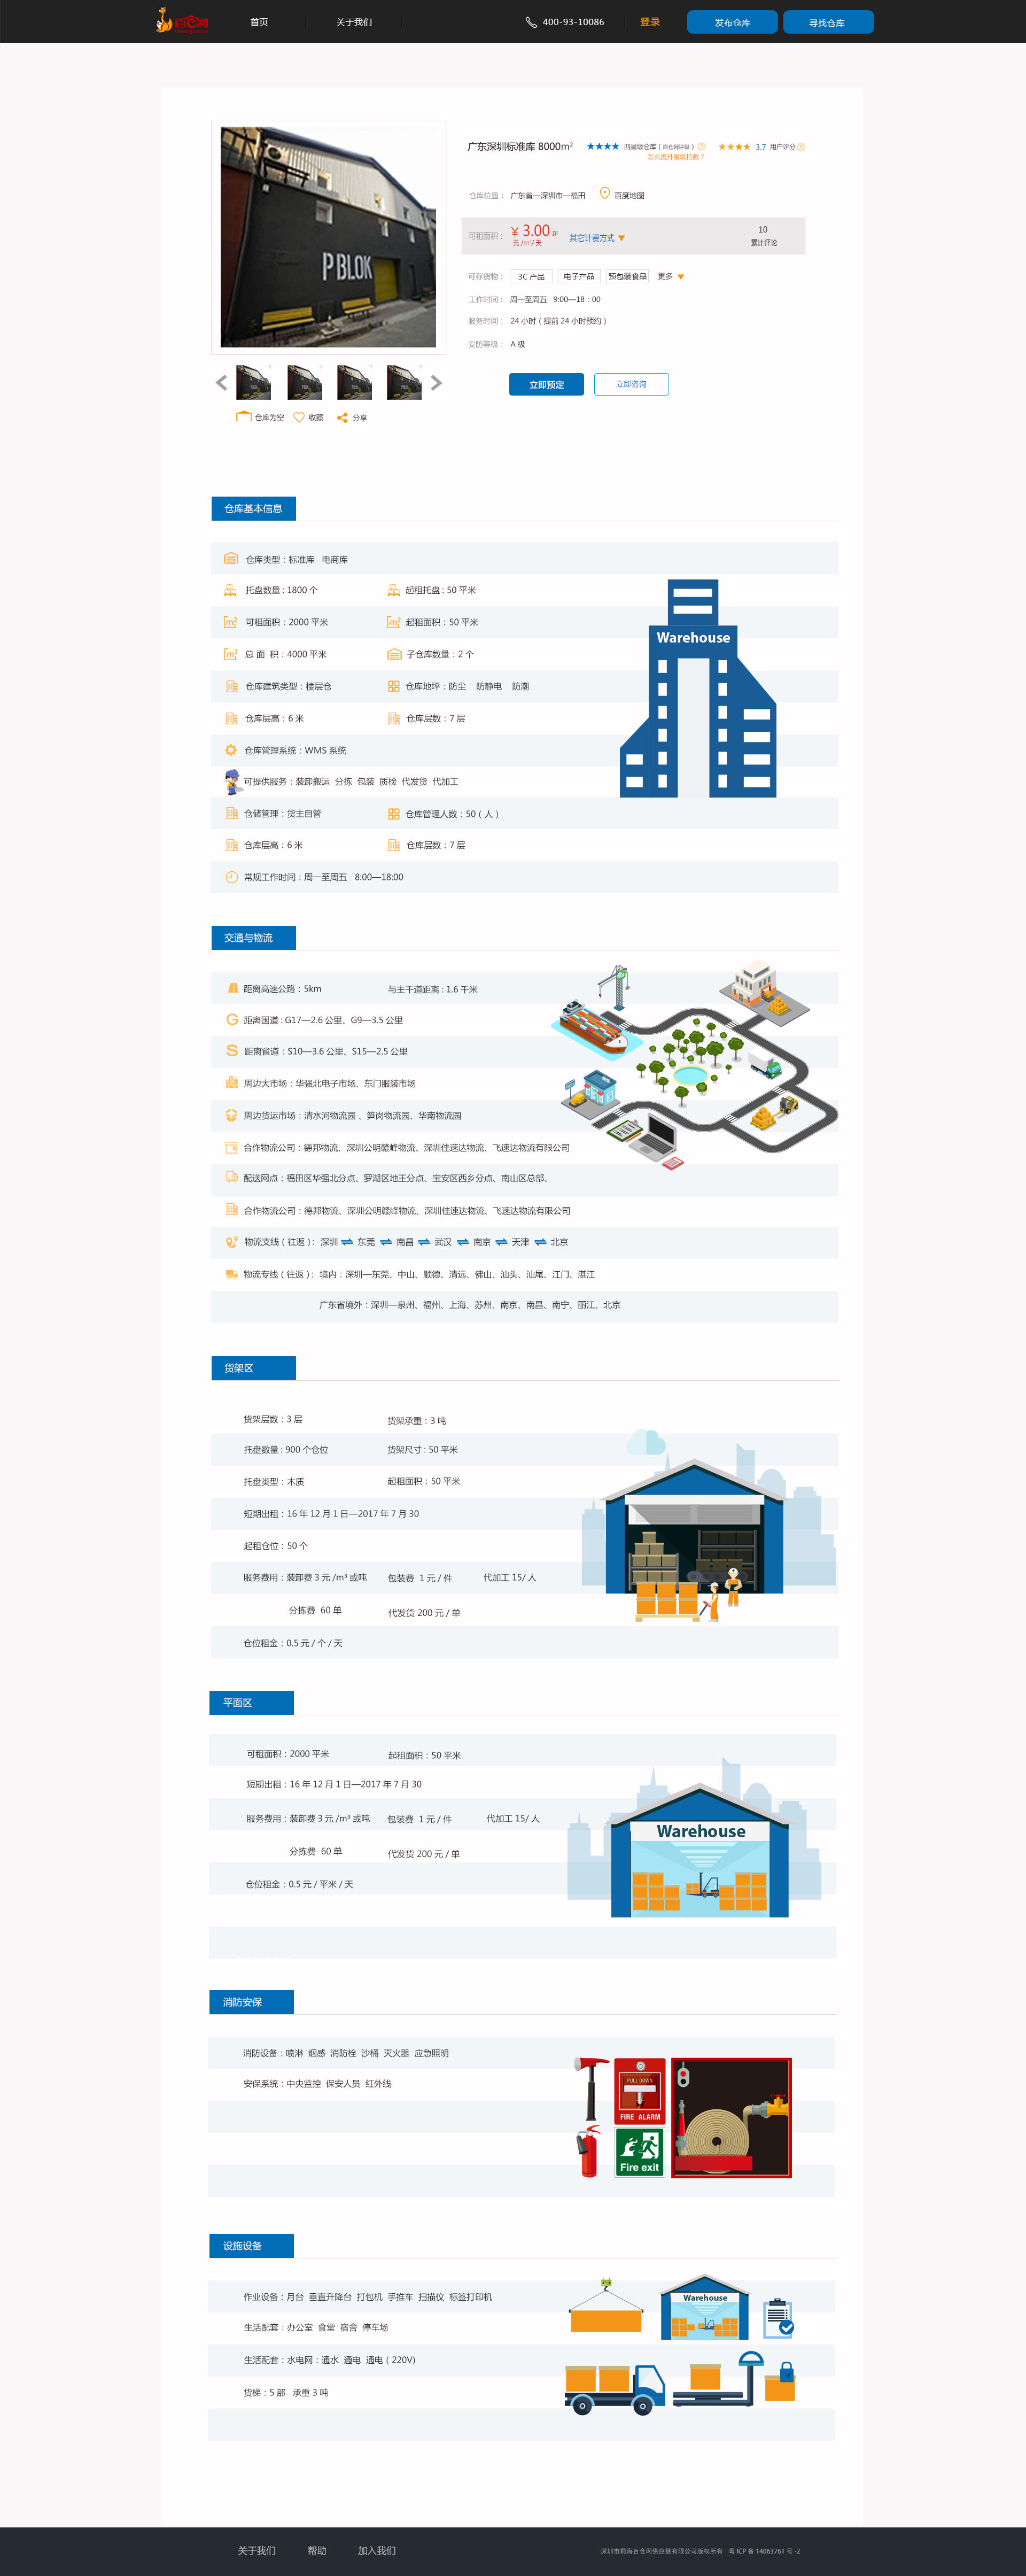 百仓网
首页
关于我们
400-93-10086
登录
发布仓库
寻找仓库
P BLOK
广东深圳标准库 8000m²
四星级仓库（百仓网评级）
怎么提升星级指数？
3.7 用户评分
仓库位置： 广东省—深圳市—福田 百度地图
可租面积： ¥ 3.00 起
元 /m²/ 天
其它计费方式
10
累计评论
可存货物： 3C 产品 电子产品 预包装食品 更多
工作时间： 周一至周五 9:00—18：00
服务时间： 24 小时（提前 24 小时预约）
安防等级： A 级
立即预定
立即咨询
仓库为空 收藏 分享
仓库基本信息
仓库类型：标准库 电商库
托盘数量：1800 个 起租托盘：50 平米
可租面积：2000 平米 起租面积：50 平米
总 面 积：4000 平米 子仓库数量：2 个
仓库建筑类型：楼层仓 仓库地坪：防尘 防静电 防潮
仓库层高：6 米 仓库层数：7 层
仓库管理系统：WMS 系统
可提供服务：装卸搬运 分拣 包装 质检 代发货 代加工
仓储管理：货主自管 仓库管理人数：50（人）
仓库层高：6 米 仓库层数：7 层
常规工作时间：周一至周五 8:00—18:00
Warehouse
交通与物流
距离高速公路：5km 与主干道距离：1.6 千米
距离国道：G17—2.6 公里、G9—3.5 公里
距离省道：S10—3.6 公里、S15—2.5 公里
周边大市场：华强北电子市场、东门服装市场
周边货运市场：清水河物流园 、笋岗物流园、华南物流园
合作物流公司：德邦物流、深圳公明赣峰物流、深圳佳速达物流、飞速达物流有限公司
配送网点：福田区华强北分点、罗湖区地王分点、宝安区西乡分点、南山区总部、
合作物流公司：德邦物流、深圳公明赣峰物流、深圳佳速达物流、飞速达物流有限公司
物流支线（往返）： 深圳 东莞 南昌 武汉 南京 天津 北京
物流专线（往返）： 境内：深圳—东莞、中山、顺德、清远、佛山、汕头、汕尾、江门、湛江
广东省境外：深圳—泉州、福州、上海、苏州、南京、南昌、南宁、丽江、北京
货架区
货架层数：3 层 货架承重：3 吨
托盘数量：900 个仓位 货架尺寸：50 平米
托盘类型：木质 起租面积：50 平米
短期出租：16 年 12 月 1 日—2017 年 7 月 30
起租仓位：50 个
服务费用：装卸费 3 元 /m³ 或吨 包装费 1 元 / 件 代加工 15/ 人
分拣费 60 单 代发货 200 元 / 单
仓位租金：0.5 元 / 个 / 天
平面区
可租面积：2000 平米 起租面积：50 平米
短期出租：16 年 12 月 1 日—2017 年 7 月 30
服务费用：装卸费 3 元 /m³ 或吨 包装费 1 元 / 件 代加工 15/ 人
分拣费 60 单 代发货 200 元 / 单
仓位租金：0.5 元 / 平米 / 天
Warehouse
消防安保
消防设备：喷淋 烟感 消防栓 沙桶 灭火器 应急照明
安保系统：中央监控 保安人员 红外线
PULL DOWN
FIRE ALARM
Fire exit
设施设备
作业设备：月台 垂直升降台 打包机 手推车 扫描仪 标签打印机
生活配套：办公室 食堂 宿舍 停车场
生活配套：水电网：通水 通电 通电（220V）
货梯：5 部 承重 3 吨
Warehouse
关于我们 帮助 加入我们
深圳市前海百仓网供应链有限公司版权所有 粤 ICP 备 14063761 号 -2